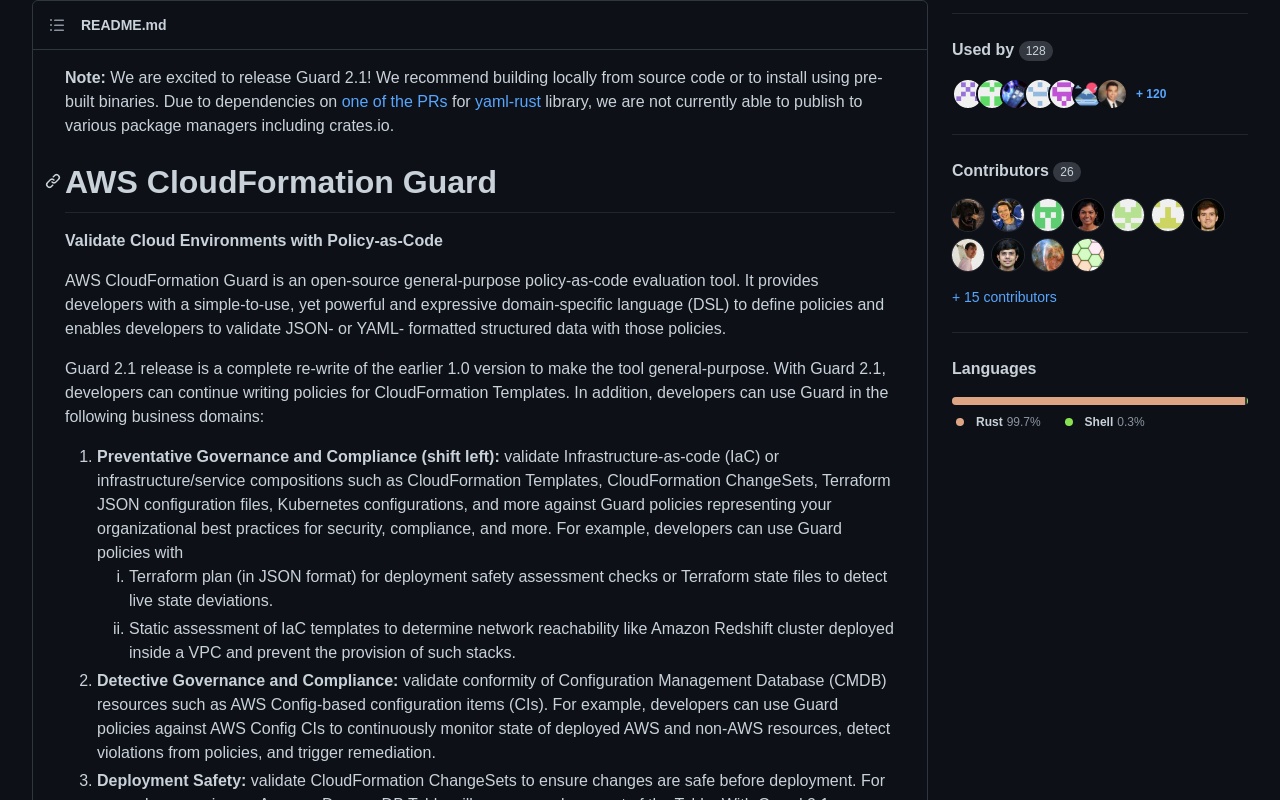 README.md
Note: We are excited to release Guard 2.1! We recommend building locally from source code or to install using pre-
built binaries. Due to dependencies on one of the PRs for yaml-rust library, we are not currently able to publish to
various package managers including crates.io.
AWS CloudFormation Guard
Validate Cloud Environments with Policy-as-Code
AWS CloudFormation Guard is an open-source general-purpose policy-as-code evaluation tool. It provides
developers with a simple-to-use, yet powerful and expressive domain-specific language (DSL) to define policies and
enables developers to validate JSON- or YAML- formatted structured data with those policies.
Guard 2.1 release is a complete re-write of the earlier 1.0 version to make the tool general-purpose. With Guard 2.1,
developers can continue writing policies for CloudFormation Templates. In addition, developers can use Guard in the
following business domains:
1. Preventative Governance and Compliance (shift left): validate Infrastructure-as-code (IaC) or
infrastructure/service compositions such as CloudFormation Templates, CloudFormation ChangeSets, Terraform
JSON configuration files, Kubernetes configurations, and more against Guard policies representing your
organizational best practices for security, compliance, and more. For example, developers can use Guard
policies with
i. Terraform plan (in JSON format) for deployment safety assessment checks or Terraform state files to detect
live state deviations.
ii. Static assessment of IaC templates to determine network reachability like Amazon Redshift cluster deployed
inside a VPC and prevent the provision of such stacks.
2. Detective Governance and Compliance: validate conformity of Configuration Management Database (CMDB)
resources such as AWS Config-based configuration items (CIs). For example, developers can use Guard
policies against AWS Config CIs to continuously monitor state of deployed AWS and non-AWS resources, detect
violations from policies, and trigger remediation.
3. Deployment Safety: validate CloudFormation ChangeSets to ensure changes are safe before deployment. For
Used by 128
+ 120
Contributors 26
+ 15 contributors
Languages
Rust 99.7%
Shell 0.3%